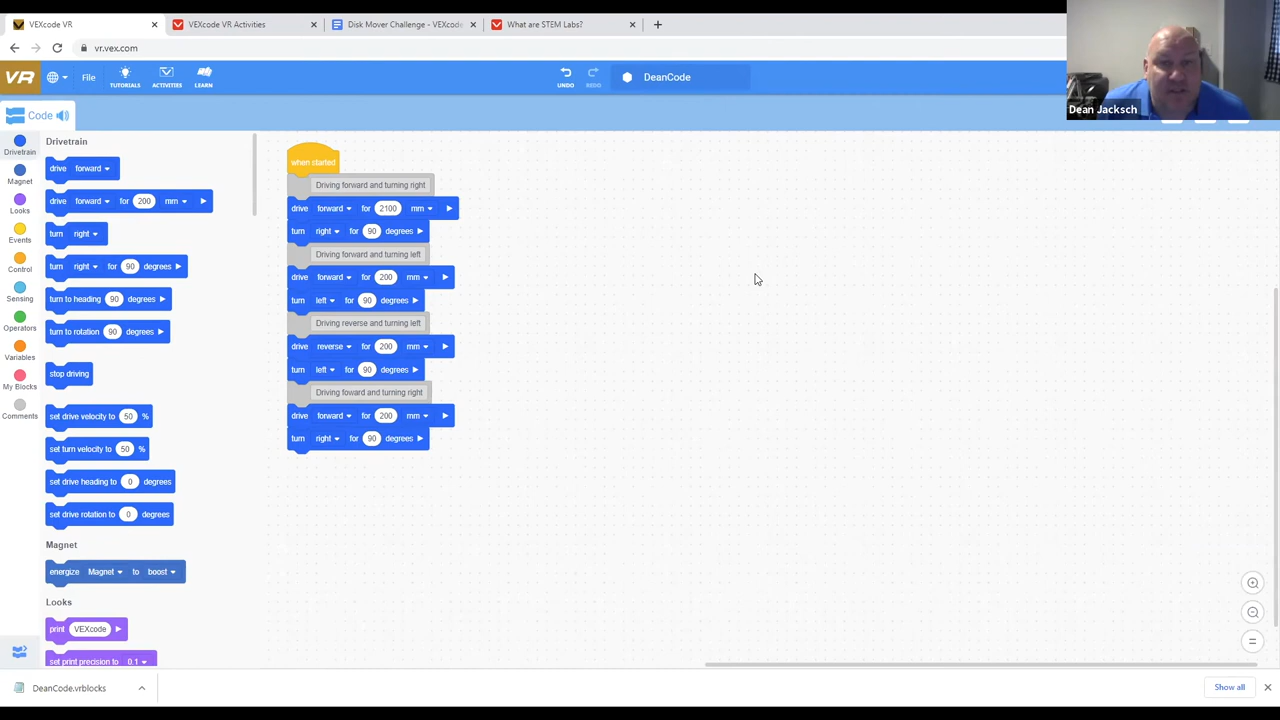 VEXcode VR
VEXcode VR Activities
Disk Mover Challenge - VEXcode
What are STEM Labs?
vr.vex.com
VR
File
TUTORIALS
ACTIVITIES
LEARN
UNDO
REDO
DeanCode
Dean Jacksch
Code
Drivetrain
Magnet
Looks
Events
Control
Sensing
Operators
Variables
My Blocks
Comments
Drivetrain
drive forward
drive forward for 200 mm
turn right
turn right for 90 degrees
turn to heading 90 degrees
turn to rotation 90 degrees
stop driving
set drive velocity to 50 %
set turn velocity to 50 %
set drive heading to 0 degrees
set drive rotation to 0 degrees
Magnet
energize Magnet to boost
Looks
print VEXcode
set print precision to 0.1
when started
Driving forward and turning right
drive forward for 2100 mm
turn right for 90 degrees
Driving forward and turning left
drive forward for 200 mm
turn left for 90 degrees
Driving reverse and turning left
drive reverse for 200 mm
turn left for 90 degrees
Driving foward and turning right
drive forward for 200 mm
turn right for 90 degrees
DeanCode.vrblocks
Show all